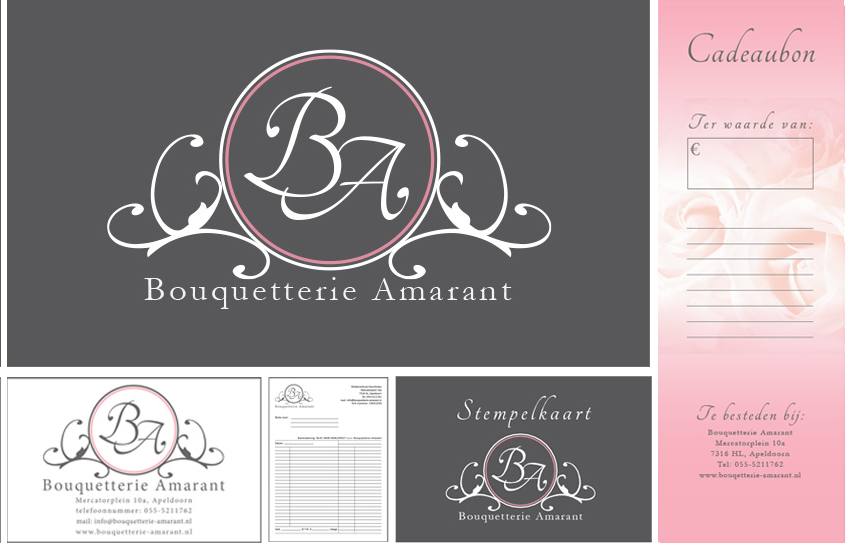 BA
Bouquetterie Amarant
Cadeaubon
Ter waarde van:
€
Te besteden bij:
Bouquetterie Amarant
Mercatorplein 10a
7316 HL, Apeldoorn
Tel: 055-5211762
www.bouqetterie-amarant.nl
BA
Bouquetterie Amarant
Mercatorplein 10a, Apeldoorn
telefoonnummer: 055-5211762
mail: info@bouquetterie-amarant.nl
www.bouquetterie-amarant.nl
BA
Bouquetterie Amarant
Stempelkaart
BA
Bouquetterie Amarant